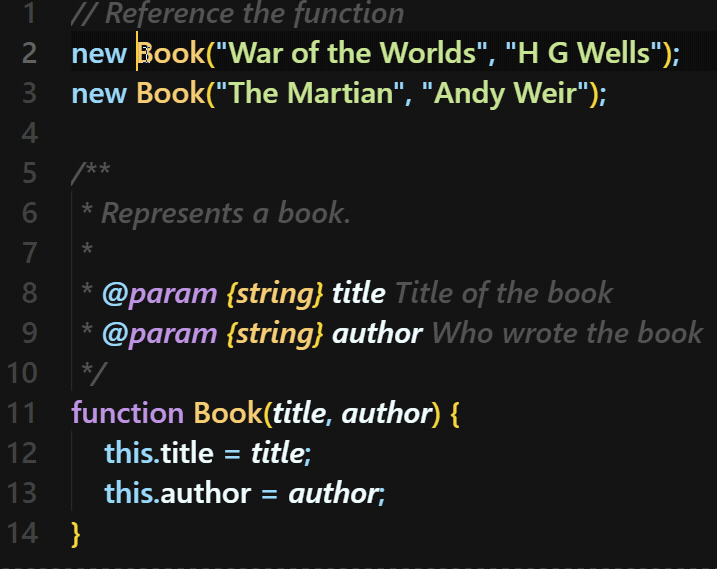 1 // Reference the function
2 new Book("War of the Worlds", "H G Wells");
3 new Book("The Martian", "Andy Weir");
4
5 /**
6 * Represents a book.
7 *
8 * @param {string} title Title of the book
9 * @param {string} author Who wrote the book
10 */
11 function Book(title, author) {
12 this.title = title;
13 this.author = author;
14 }